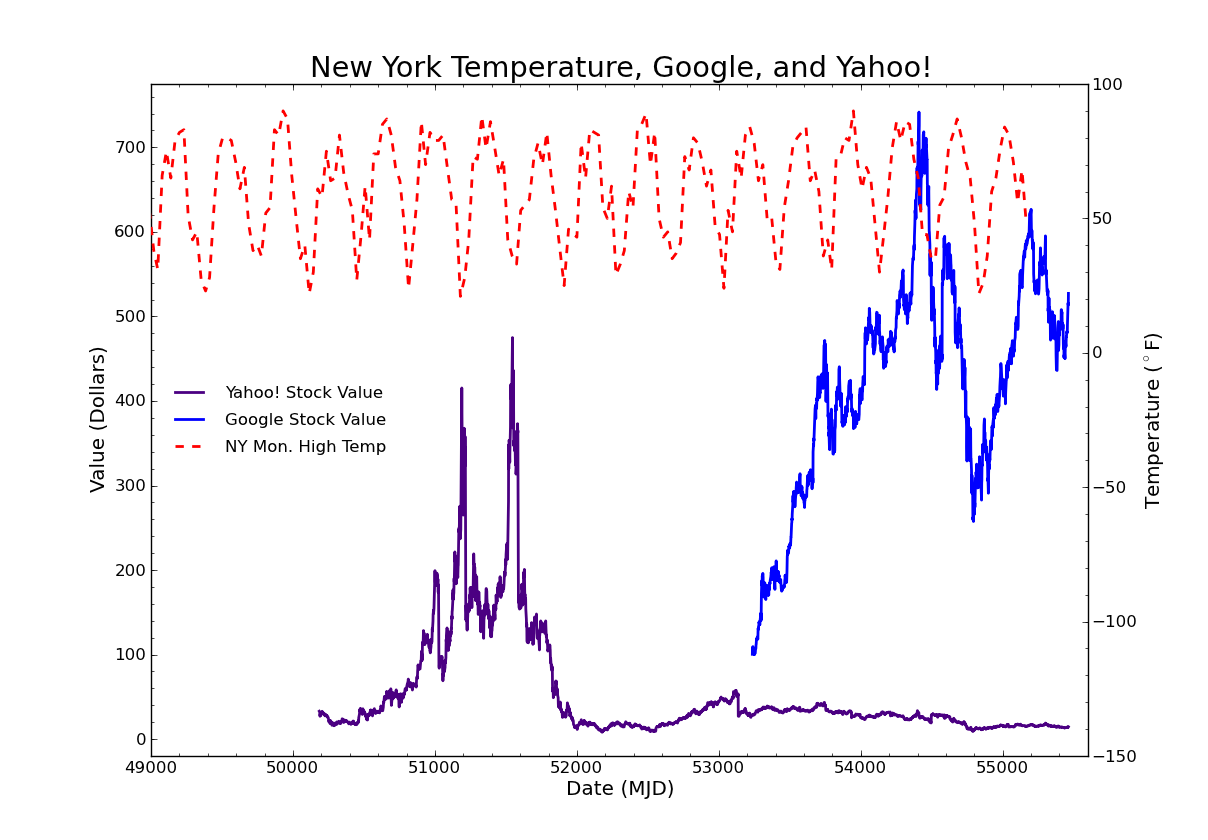 New York Temperature, Google, and Yahoo!
100
700
50
600
500
0
Yahoo! Stock Value
400
Google Stock Value
NY Mon. High Temp
Value (Dollars)
Temperature (°F)
300
−50
200
−100
100
0
−150
49000 50000 51000 52000 53000 54000 55000
Date (MJD)